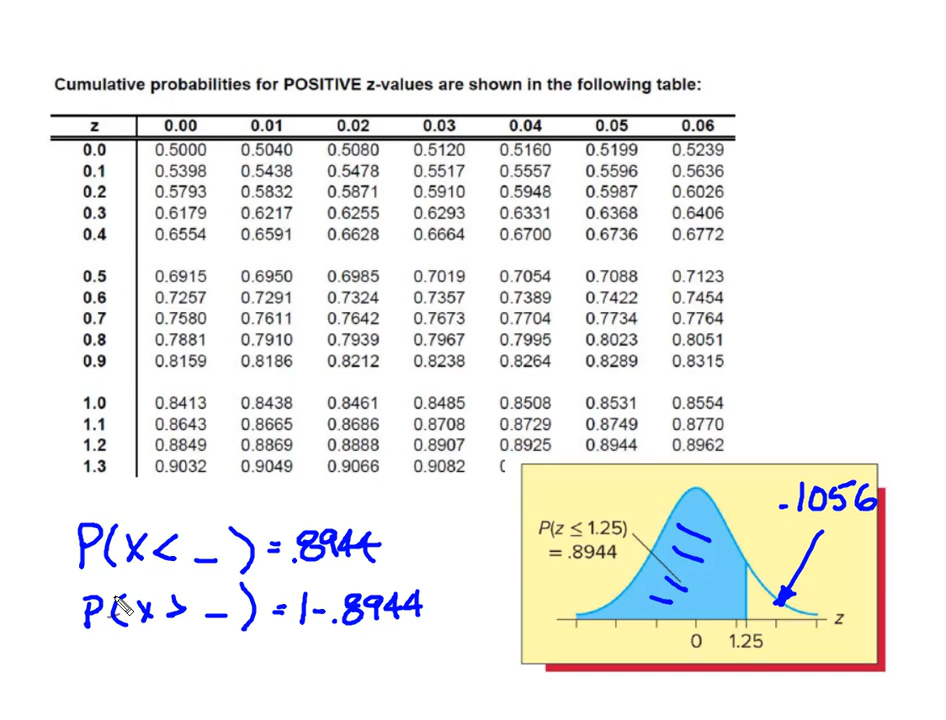 Cumulative probabilities for POSITIVE z-values are shown in the following table:
z 0.00 0.01 0.02 0.03 0.04 0.05 0.06
0.0 0.5000 0.5040 0.5080 0.5120 0.5160 0.5199 0.5239
0.1 0.5398 0.5438 0.5478 0.5517 0.5557 0.5596 0.5636
0.2 0.5793 0.5832 0.5871 0.5910 0.5948 0.5987 0.6026
0.3 0.6179 0.6217 0.6255 0.6293 0.6331 0.6368 0.6406
0.4 0.6554 0.6591 0.6628 0.6664 0.6700 0.6736 0.6772
0.5 0.6915 0.6950 0.6985 0.7019 0.7054 0.7088 0.7123
0.6 0.7257 0.7291 0.7324 0.7357 0.7389 0.7422 0.7454
0.7 0.7580 0.7611 0.7642 0.7673 0.7704 0.7734 0.7764
0.8 0.7881 0.7910 0.7939 0.7967 0.7995 0.8023 0.8051
0.9 0.8159 0.8186 0.8212 0.8238 0.8264 0.8289 0.8315
1.0 0.8413 0.8438 0.8461 0.8485 0.8508 0.8531 0.8554
1.1 0.8643 0.8665 0.8686 0.8708 0.8729 0.8749 0.8770
1.2 0.8849 0.8869 0.8888 0.8907 0.8925 0.8944 0.8962
1.3 0.9032 0.9049 0.9066 0.9082
P(x < _) = .8944
P(x > _) = 1-.8944
.1056
P(z ≤ 1.25)
= .8944
z
0 1.25